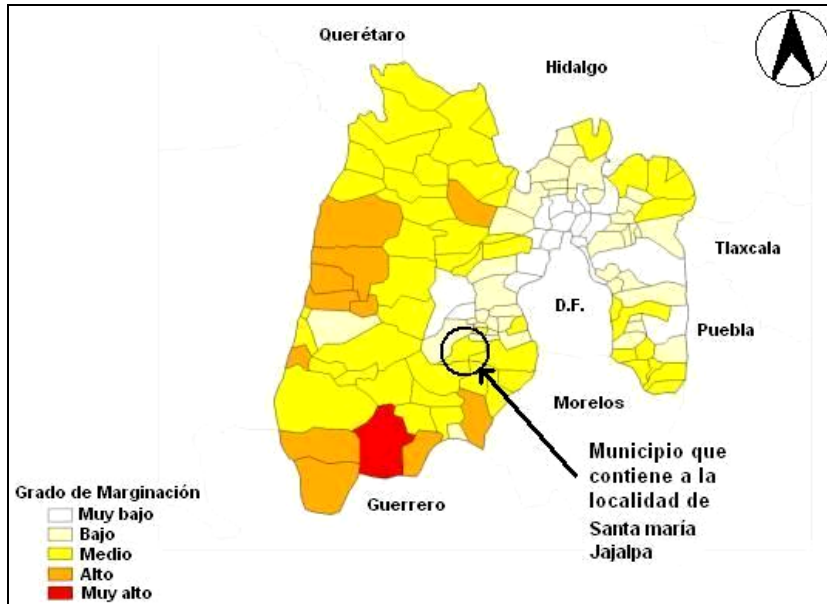 Querétaro
Hidalgo
Tlaxcala
D.F.
Puebla
Morelos
Municipio que
contiene a la
localidad de
Santa maría
Jajalpa
Guerrero
Grado de Marginación
Muy bajo
Bajo
Medio
Alto
Muy alto